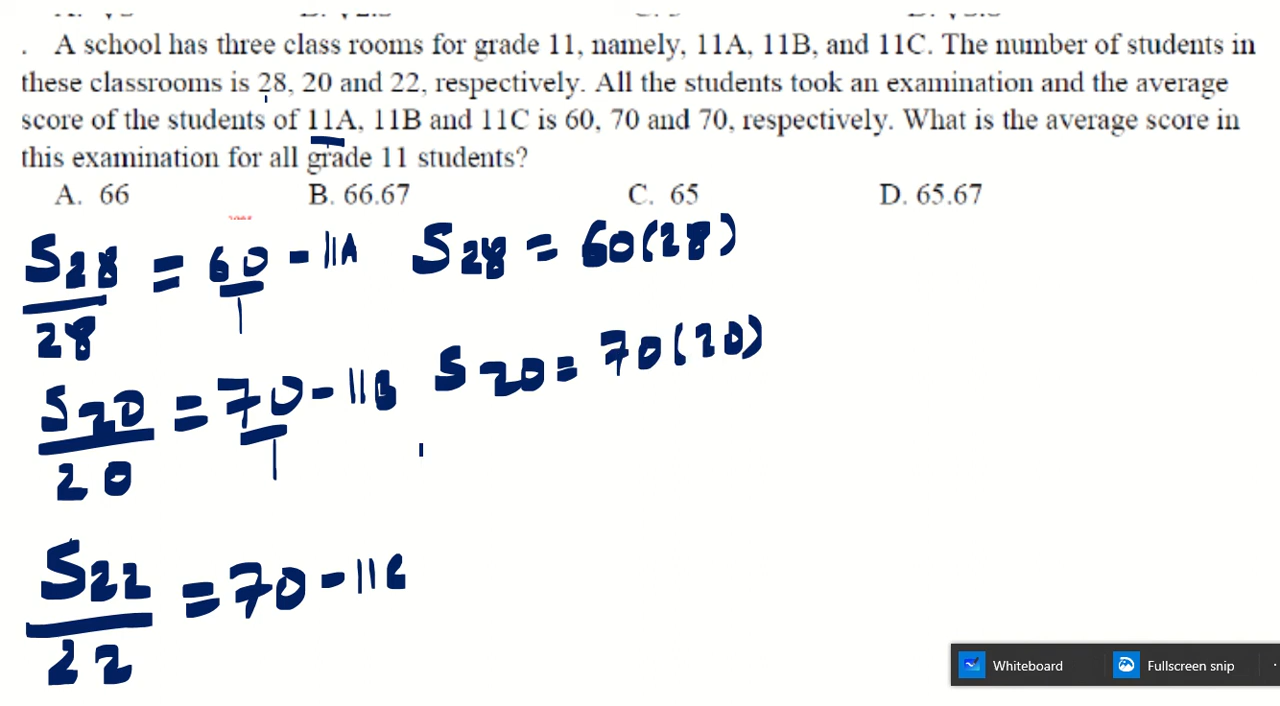 . A school has three class rooms for grade 11, namely, 11A, 11B, and 11C. The number of students in
these classrooms is 28, 20 and 22, respectively. All the students took an examination and the average
score of the students of 11A, 11B and 11C is 60, 70 and 70, respectively. What is the average score in
this examination for all grade 11 students?
A. 66 B. 66.67 C. 65 D. 65.67
S28/28 = 60/1 - 11A S28 = 60(28)
S20/20 = 70/1 - 11B S20 = 70(20)
S22/22 = 70 - 11C
Whiteboard Fullscreen snip